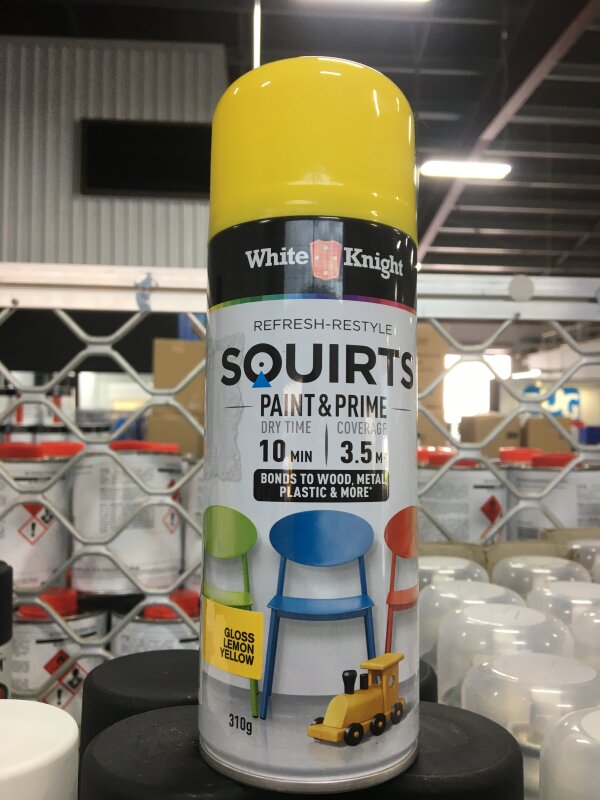 White Knight
REFRESH-RESTYLE
SQUIRTS
PAINT & PRIME
DRY TIME COVERAGE
10 MIN 3.5 M
BONDS TO WOOD, METAL
PLASTIC & MORE*
GLOSS
LEMON
YELLOW
310g